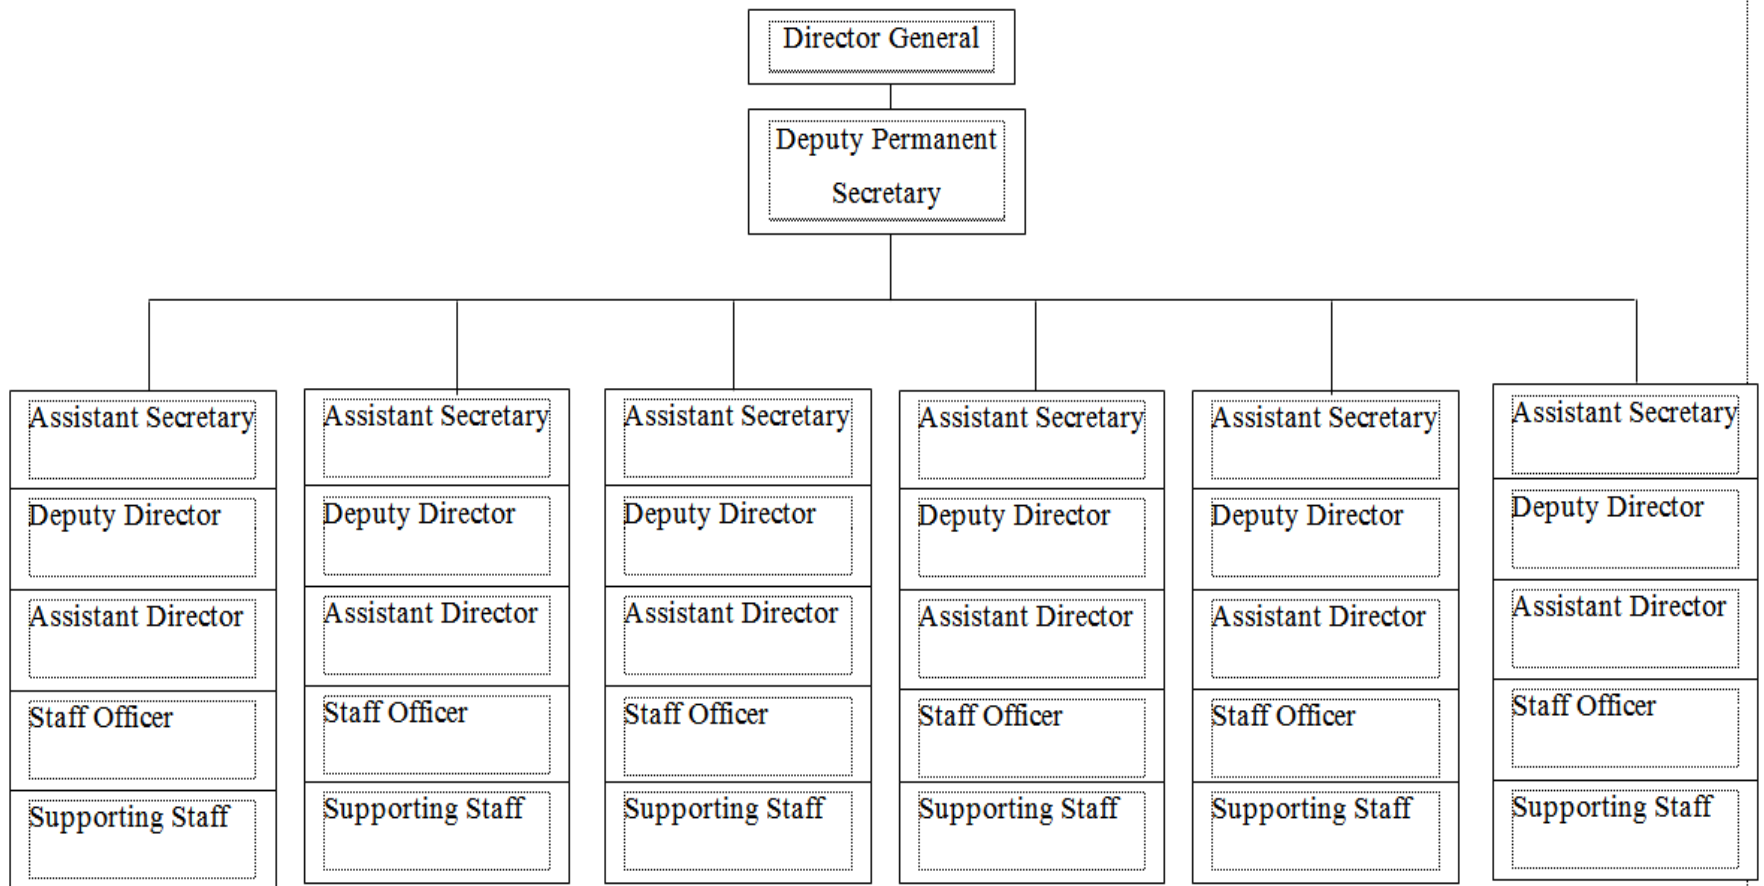 Director General
Deputy Permanent
Secretary
Assistant Secretary
Deputy Director
Assistant Director
Staff Officer
Supporting Staff
Assistant Secretary
Deputy Director
Assistant Director
Staff Officer
Supporting Staff
Assistant Secretary
Deputy Director
Assistant Director
Staff Officer
Supporting Staff
Assistant Secretary
Deputy Director
Assistant Director
Staff Officer
Supporting Staff
Assistant Secretary
Deputy Director
Assistant Director
Staff Officer
Supporting Staff
Assistant Secretary
Deputy Director
Assistant Director
Staff Officer
Supporting Staff